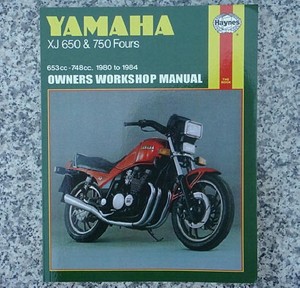 YAMAHA
Haynes
XJ 650 & 750 Fours
653cc·748cc.. 1980 to 1984
OWNERS WORKSHOP MANUAL